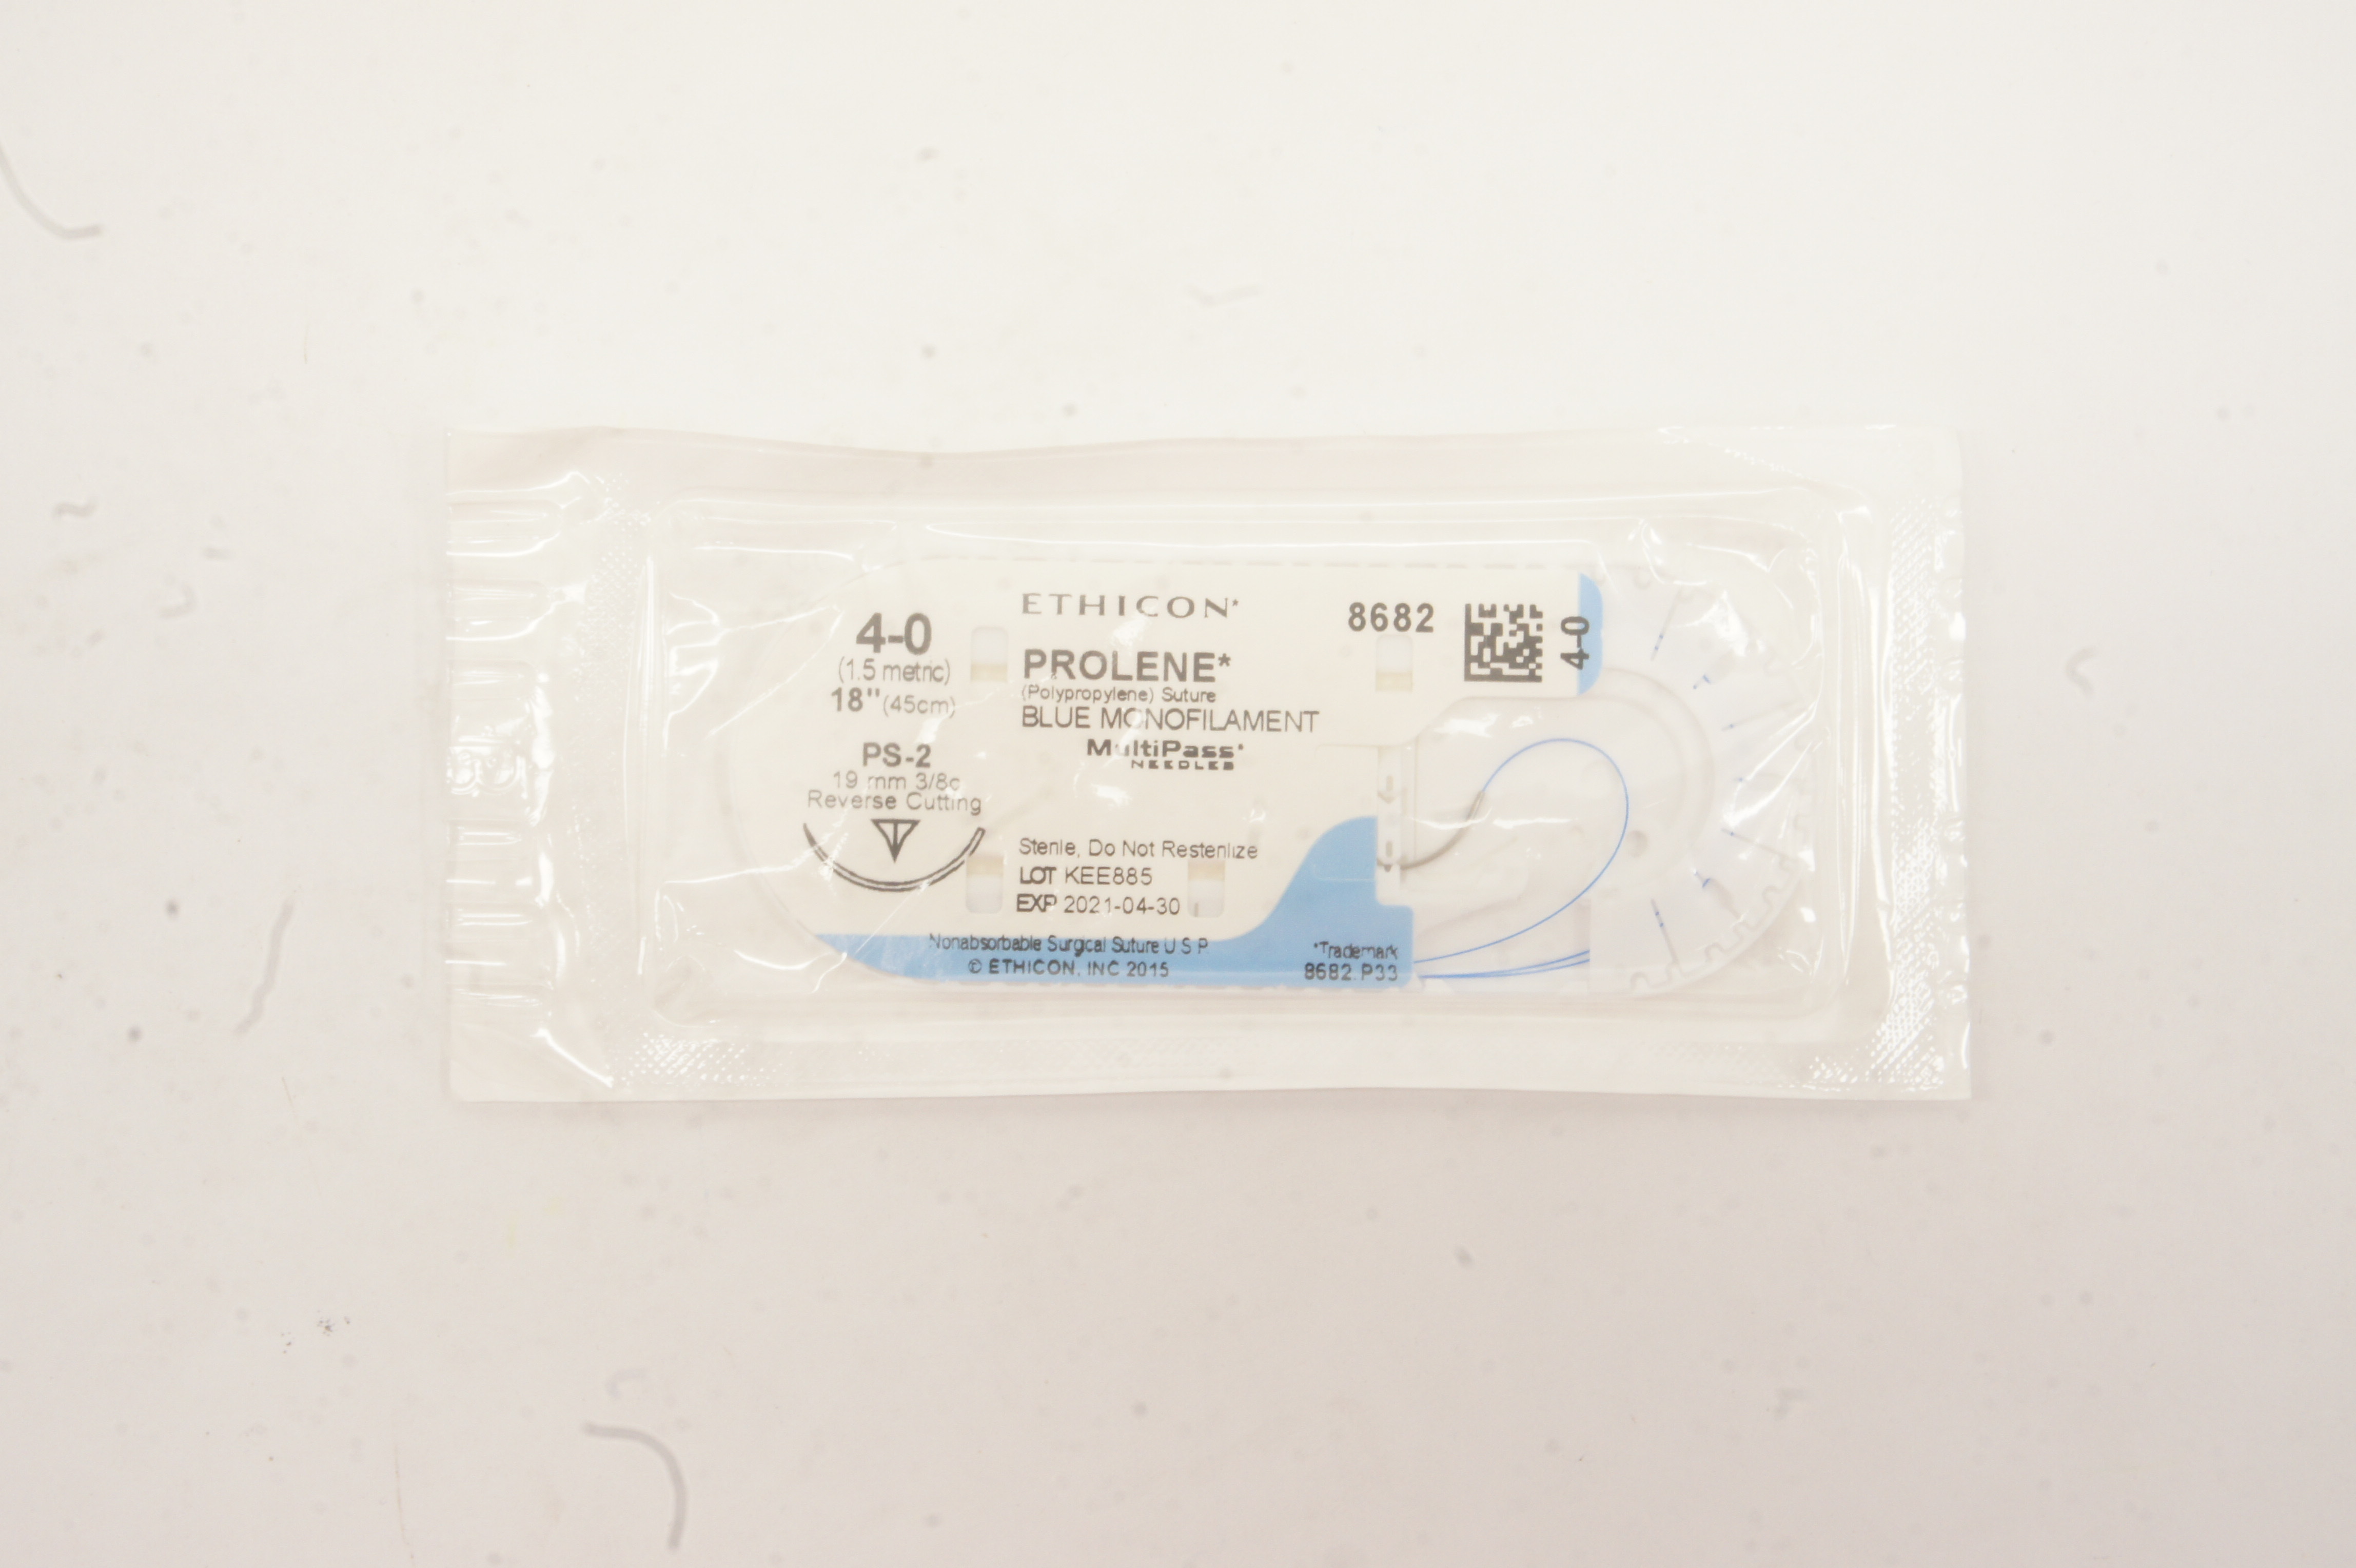 4-0
(1.5 metric)
18" (45cm)
PS-2
19 mm 3/8c
Reverse Cutting
ETHICON*
PROLENE*
(Polypropylene) Suture
BLUE MONOFILAMENT
MultiPass*
NEEDLES
Sterile, Do Not Resterilize
LOT KEE885
EXP 2021-04-30
8682
4-0
Nonabsorbable Surgical Suture U S P
© ETHICON, INC 2015
*Trademark
8682.P33